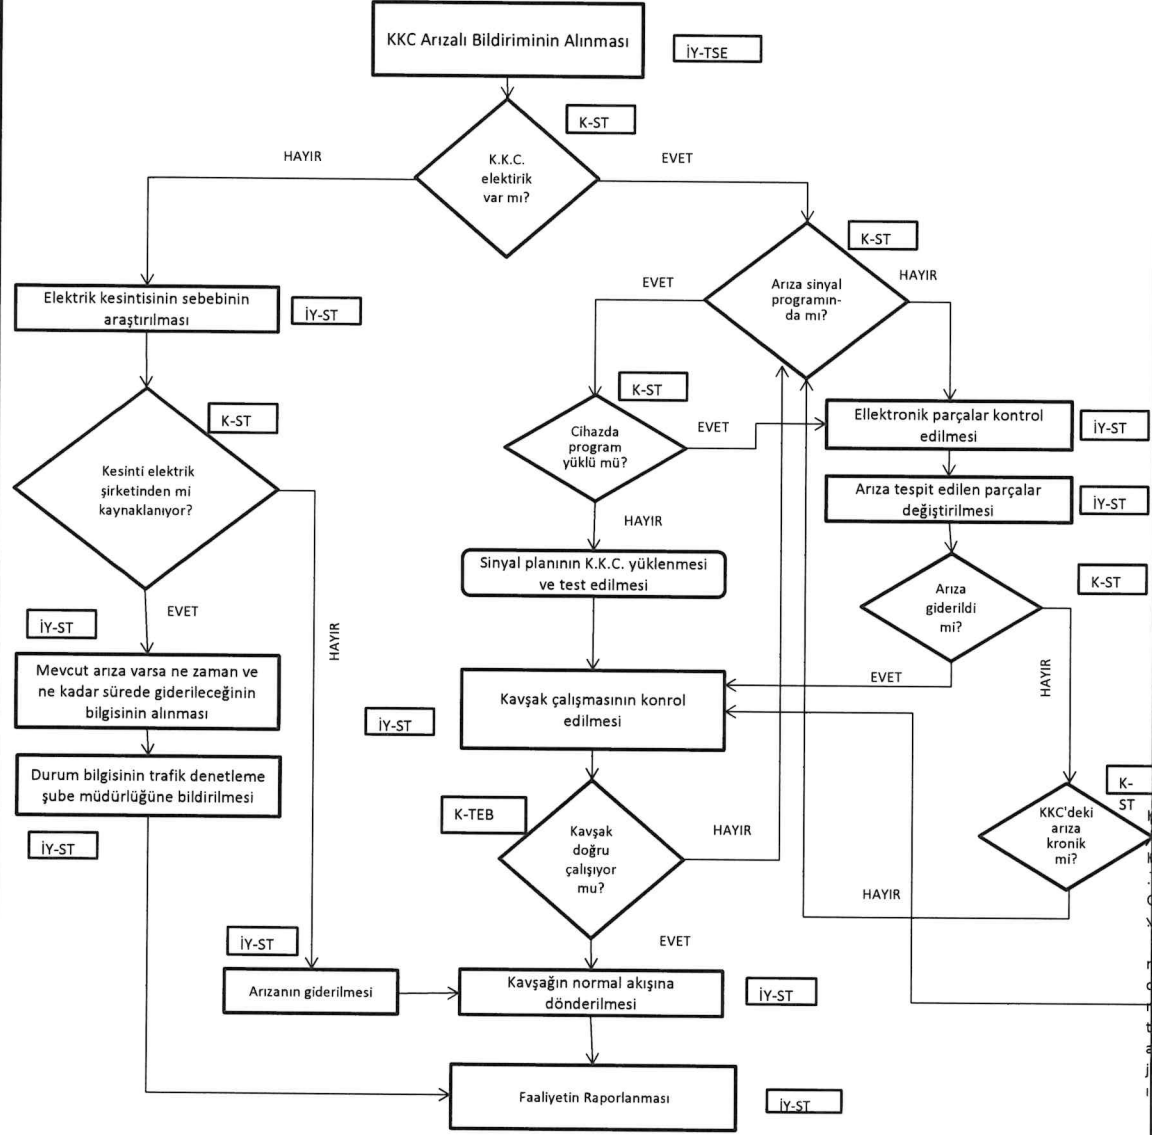 KKC Arızalı Bildiriminin Alınması
İY-TSE
K-ST
HAYIR
K.K.C.
elektirik
var mı?
EVET
K-ST
EVET
Arıza sinyal
programın-
da mı?
HAYIR
Elektrik kesintisinin sebebinin
araştırılması
İY-ST
K-ST
K-ST
Cihazda
program
yüklü mü?
EVET
Ellektronik parçalar kontrol
edilmesi
İY-ST
Kesinti elektrik
şirketinden mi
kaynaklanıyor?
Arıza tespit edilen parçalar
değiştirilmesi
İY-ST
HAYIR
Sinyal planının K.K.C. yüklenmesi
ve test edilmesi
Arıza
giderildi
mi?
K-ST
EVET
İY-ST
HAYIR
Mevcut arıza varsa ne zaman ve
ne kadar sürede giderileceğinin
bilgisinin alınması
EVET
HAYIR
Kavşak çalışmasının konrol
edilmesi
İY-ST
Durum bilgisinin trafik denetleme
şube müdürlüğüne bildirilmesi
İY-ST
K-TEB
Kavşak
doğru
çalışıyor
mu?
HAYIR
K-
ST
KKC'deki
arıza
kronik
mi?
HAYIR
EVET
İY-ST
Arızanın giderilmesi
Kavşağın normal akışına
dönderilmesi
İY-ST
Faaliyetin Raporlanması
İY-ST